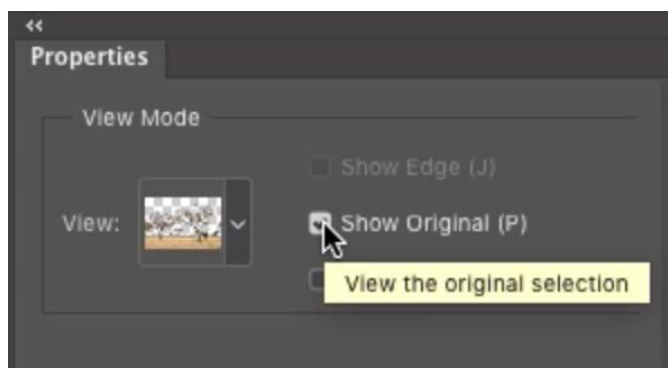 Properties
View Mode
Show Edge (J)
View:
Show Original (P)
View the original selection